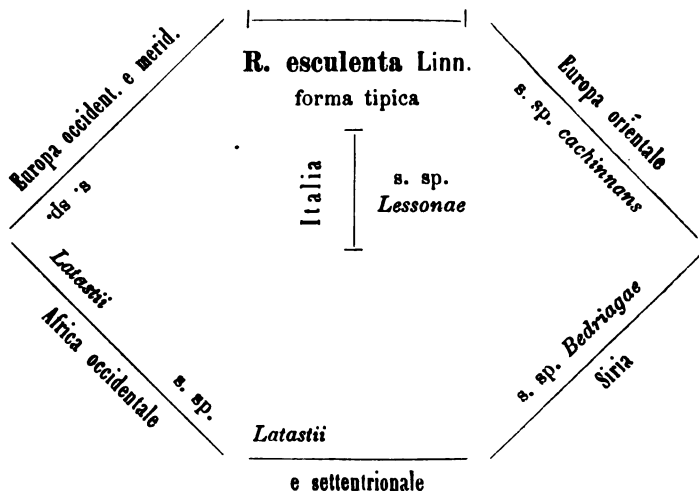 R. esculenta Linn.
forma tipica
Europa occident. e merid.
s. sp.
Europa orientale
s. sp. cachinnans
Italia
s. sp.
Lessonae
Latastii
Africa occidentale
s. sp.
s. sp. Bedriagae
Siria
Latastii
e settentrionale